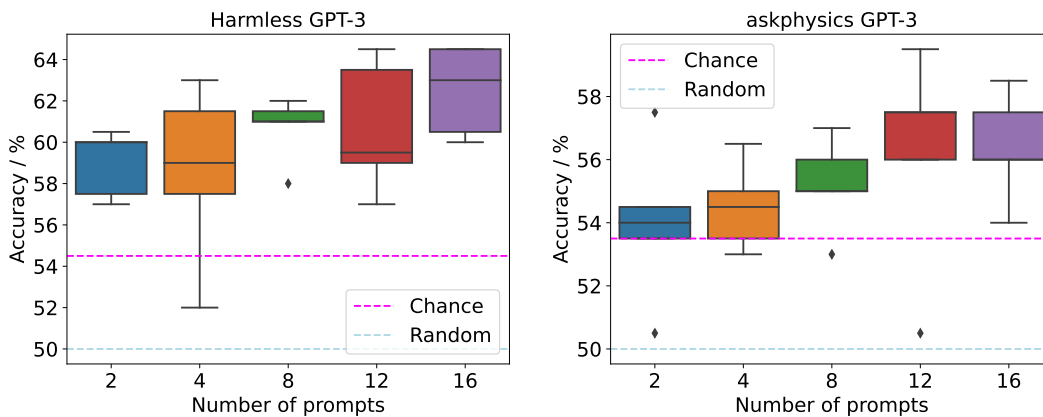 Harmless GPT-3
Accuracy / %
64
62
60
58
56
54
52
50
Chance
Random
2 4 8 12 16
Number of prompts
askphysics GPT-3
Accuracy / %
58
56
54
52
50
Chance
Random
2 4 8 12 16
Number of prompts